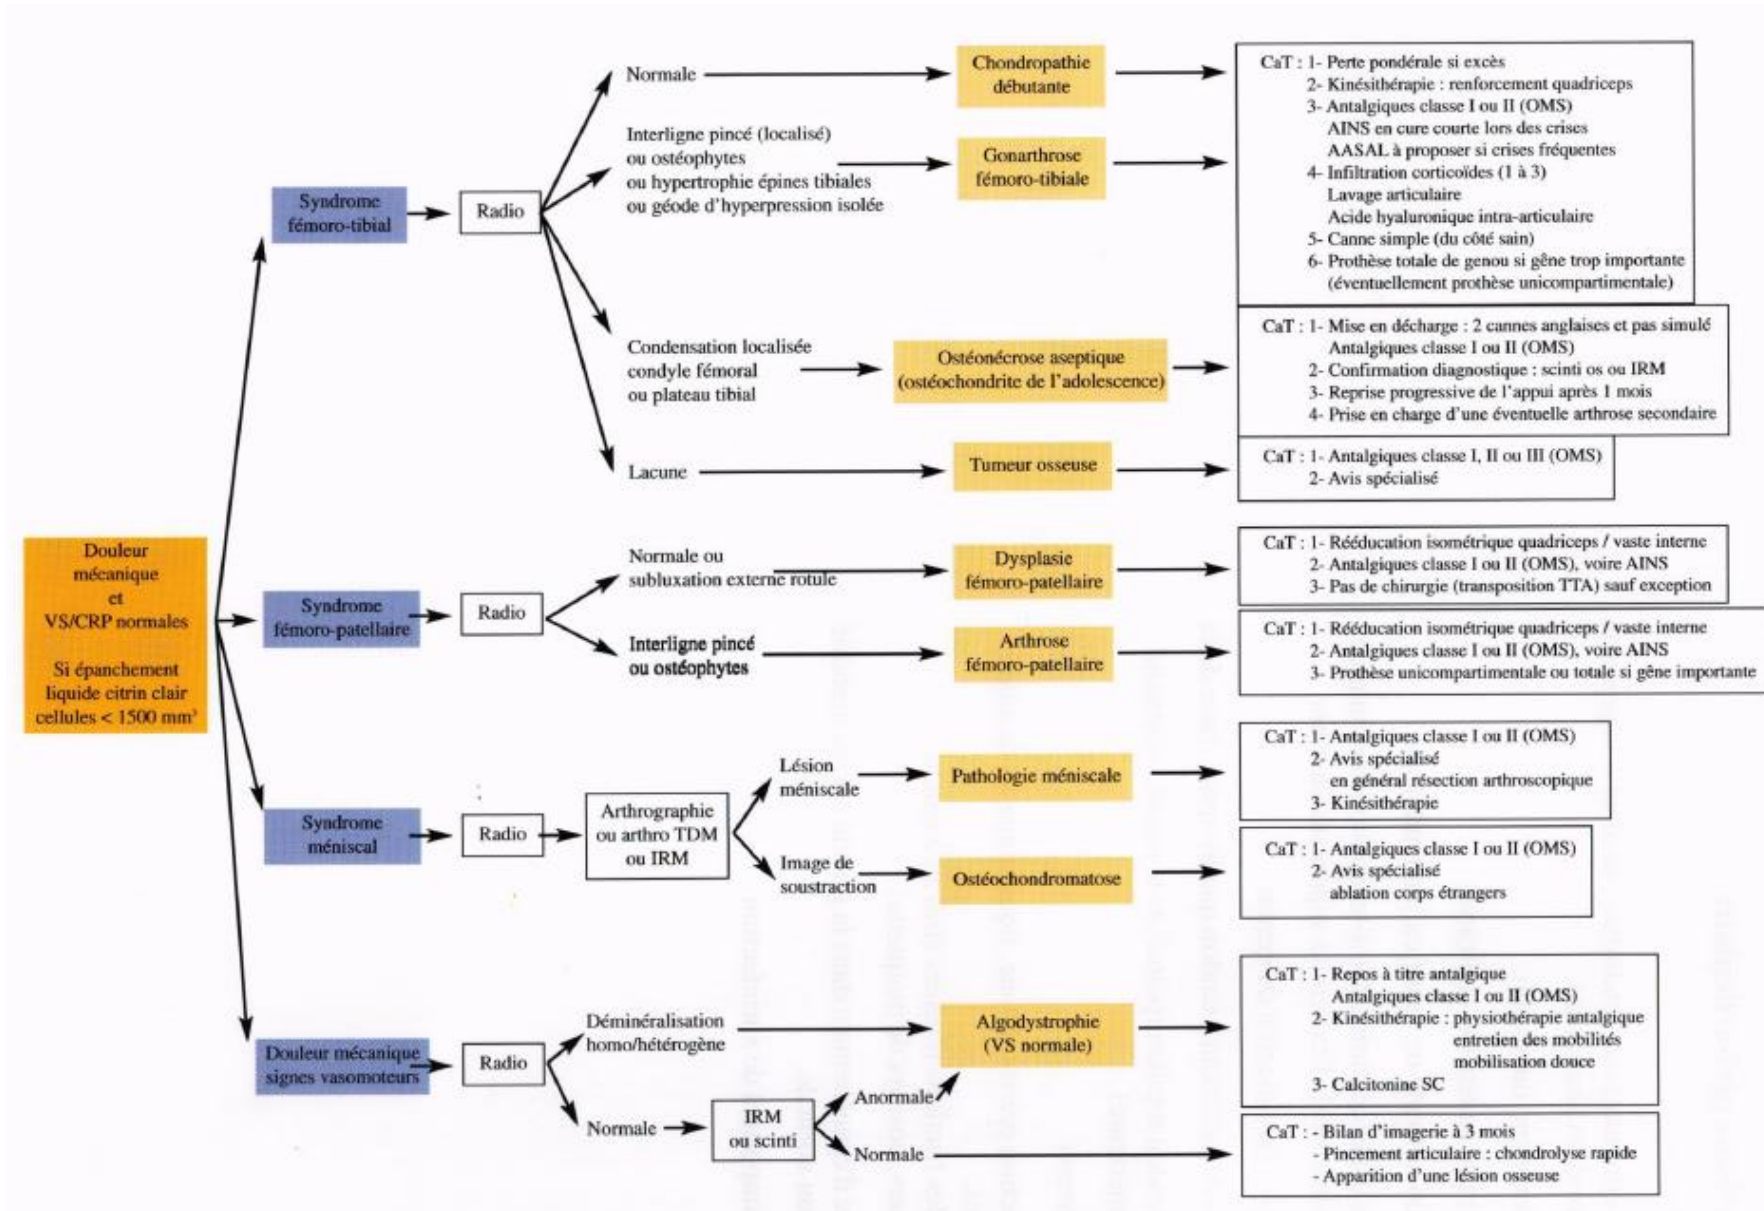 Douleur
mécanique
et
VS/CRP normales
Si épanchement
liquide citrin clair
cellules < 1500 mm³
Syndrome
fémoro-tibial
Radio
Normale
Chondropathie
débutante
CaT : 1- Perte pondérale si excès
2- Kinésithérapie : renforcement quadriceps
3- Antalgiques classe I ou II (OMS)
AINS en cure courte lors des crises
AASAL à proposer si crises fréquentes
4- Infiltration corticoïdes (1 à 3)
Lavage articulaire
Acide hyaluronique intra-articulaire
5- Canne simple (du côté sain)
6- Prothèse totale de genou si gêne trop importante
(éventuellement prothèse unicompartimentale)
Interligne pincé (localisé)
ou ostéophytes
ou hypertrophie épines tibiales
ou géode d'hyperpression isolée
Gonarthrose
fémoro-tibiale
Condensation localisée
condyle fémoral
ou plateau tibial
Ostéonécrose aseptique
(ostéochondrite de l'adolescence)
CaT : 1- Mise en décharge : 2 cannes anglaises et pas simulé
Antalgiques classe I ou II (OMS)
2- Confirmation diagnostique : scinti os ou IRM
3- Reprise progressive de l'appui après 1 mois
4- Prise en charge d'une éventuelle arthrose secondaire
Lacune
Tumeur osseuse
CaT : 1- Antalgiques classe I, II ou III (OMS)
2- Avis spécialisé
Syndrome
fémoro-patellaire
Radio
Normale ou
subluxation externe rotule
Dysplasie
fémoro-patellaire
CaT : 1- Rééducation isométrique quadriceps / vaste interne
2- Antalgiques classe I ou II (OMS), voire AINS
3- Pas de chirurgie (transposition TTA) sauf exception
Interligne pincé
ou ostéophytes
Arthrose
fémoro-patellaire
CaT : 1- Rééducation isométrique quadriceps / vaste interne
2- Antalgiques classe I ou II (OMS), voire AINS
3- Prothèse unicompartimentale ou totale si gêne importante
Syndrome
méniscal
Radio
Arthrographie
ou arthro TDM
ou IRM
Lésion
méniscale
Pathologie méniscale
CaT : 1- Antalgiques classe I ou II (OMS)
2- Avis spécialisé
en général résection arthroscopique
3- Kinésithérapie
Image de
soustraction
Ostéochondromatose
CaT : 1- Antalgiques classe I ou II (OMS)
2- Avis spécialisé
ablation corps étrangers
Douleur mécanique
signes vasomoteurs
Radio
Déminéralisation
homo/hétérogène
Algodystrophie
(VS normale)
CaT : 1- Repos à titre antalgique
Antalgiques classe I ou II (OMS)
2- Kinésithérapie : physiothérapie antalgique
entretien des mobilités
mobilisation douce
3- Calcitonine SC
Normale
IRM
ou scinti
Anormale
Normale
CaT : - Bilan d'imagerie à 3 mois
- Pincement articulaire : chondrolyse rapide
- Apparition d'une lésion osseuse